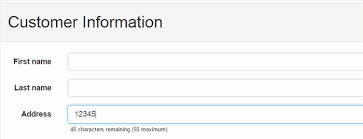 Customer Information
First name
Last name
Address 12345
45 characters remaining (50 maximum)